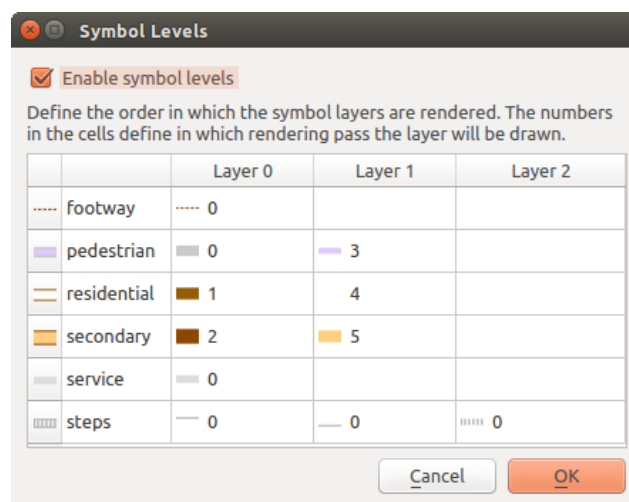 Symbol Levels
Enable symbol levels
Define the order in which the symbol layers are rendered. The numbers
in the cells define in which rendering pass the layer will be drawn.
Layer 0 Layer 1 Layer 2
footway 0
pedestrian 0 3
residential 1 4
secondary 2 5
service 0
steps 0 0 0
Cancel OK